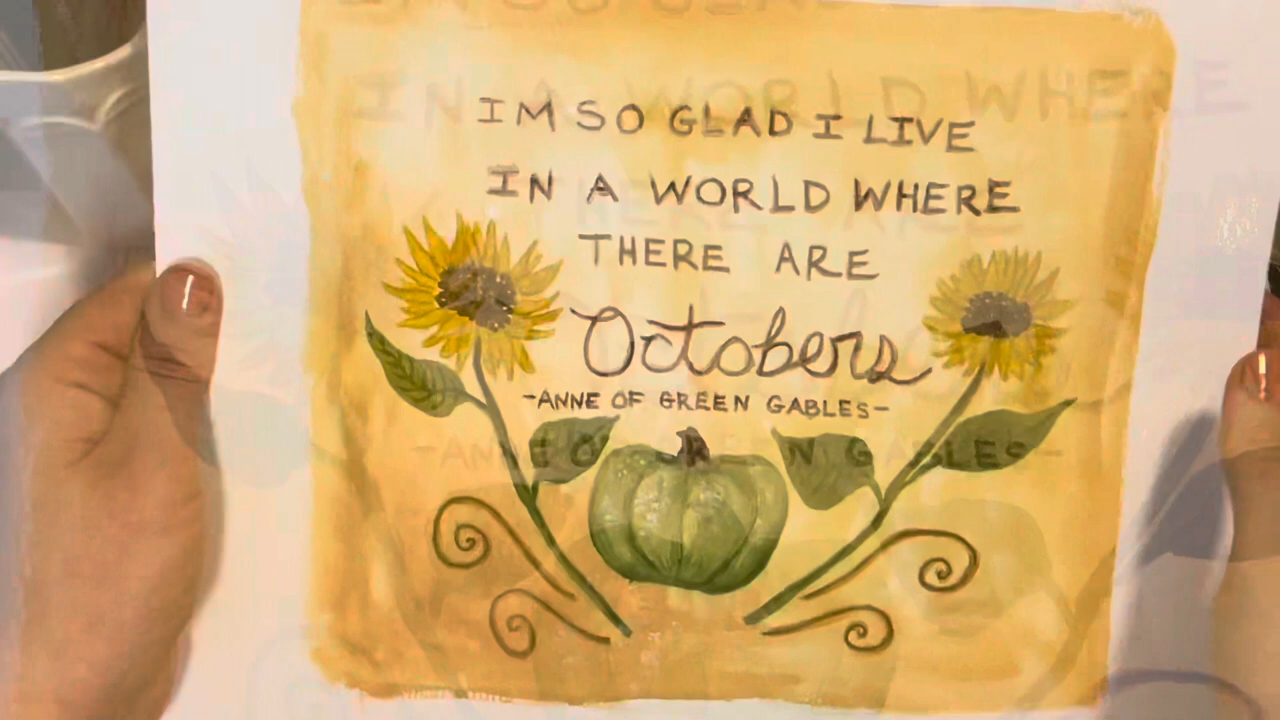 IM SO GLAD I LIVE
IN A WORLD WHERE
THERE ARE
Octobers
-ANNE OF GREEN GABLES-